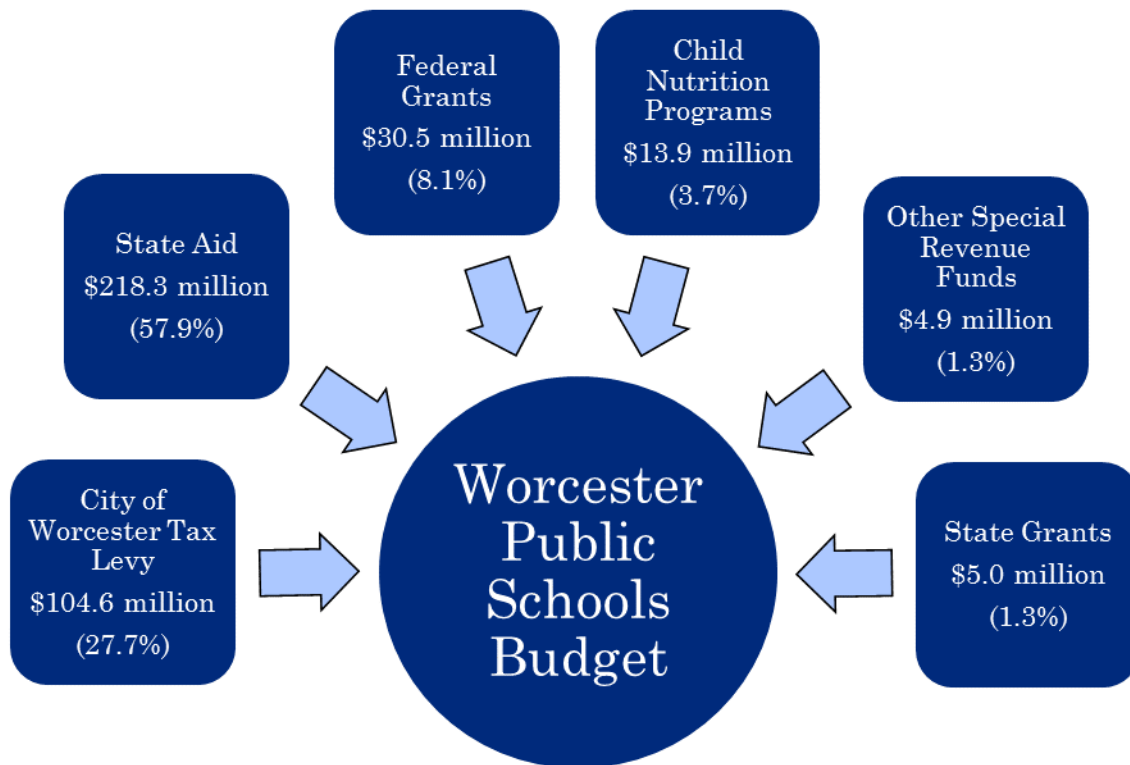 Federal
Grants
$30.5 million
(8.1%)
Child
Nutrition
Programs
$13.9 million
(3.7%)
State Aid
$218.3 million
(57.9%)
Other Special
Revenue
Funds
$4.9 million
(1.3%)
City of
Worcester Tax
Levy
$104.6 million
(27.7%)
Worcester
Public
Schools
Budget
State Grants
$5.0 million
(1.3%)